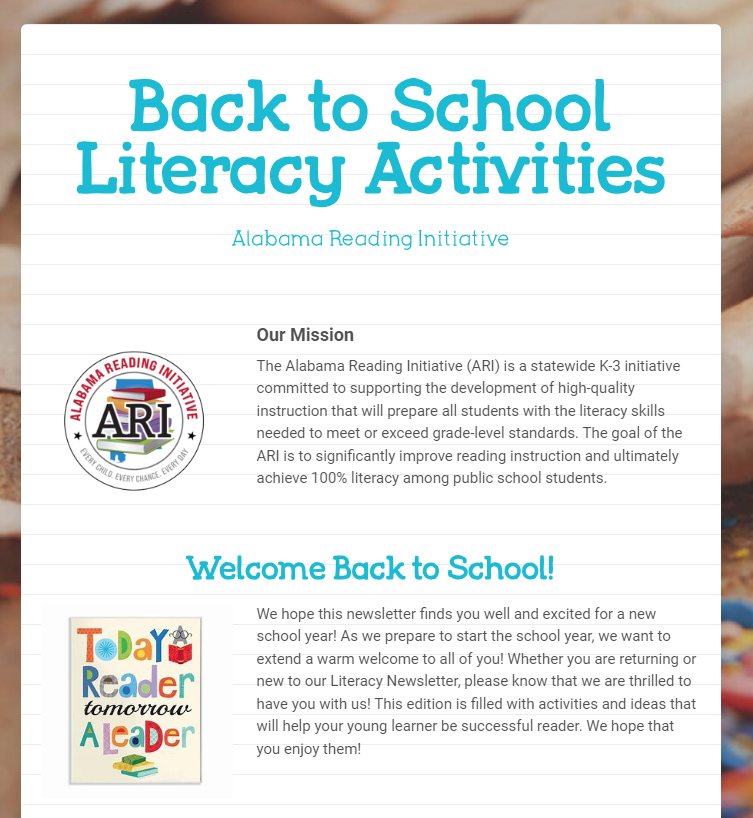 Back to School
Literacy Activities
Alabama Reading Initiative
Our Mission
ALABAMA READING INITIATIVE
ARI
EVERY CHILD. EVERY CHANCE. EVERY DAY
The Alabama Reading Initiative (ARI) is a statewide K-3 initiative
committed to supporting the development of high-quality
instruction that will prepare all students with the literacy skills
needed to meet or exceed grade-level standards. The goal of the
ARI is to significantly improve reading instruction and ultimately
achieve 100% literacy among public school students.
Welcome Back to School!
Today A
Reader
tomorrow
A Leader
We hope this newsletter finds you well and excited for a new
school year! As we prepare to start the school year, we want to
extend a warm welcome to all of you! Whether you are returning or
new to our Literacy Newsletter, please know that we are thrilled to
have you with us! This edition is filled with activities and ideas that
will help your young learner be successful reader. We hope that
you enjoy them!